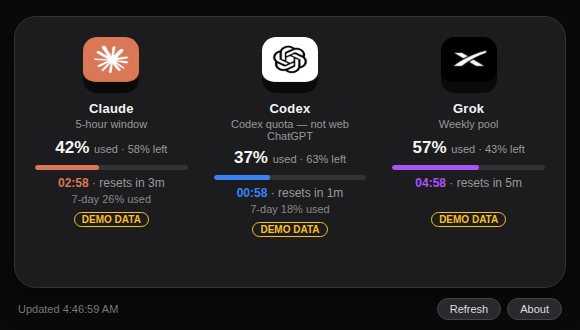 Claude
5-hour window
42% used · 58% left
02:58 · resets in 3m
7-day 26% used
DEMO DATA
Codex
Codex quota — not web
ChatGPT
37% used · 63% left
00:58 · resets in 1m
7-day 18% used
DEMO DATA
Grok
Weekly pool
57% used · 43% left
04:58 · resets in 5m
DEMO DATA
Updated 4:46:59 AM
Refresh
About